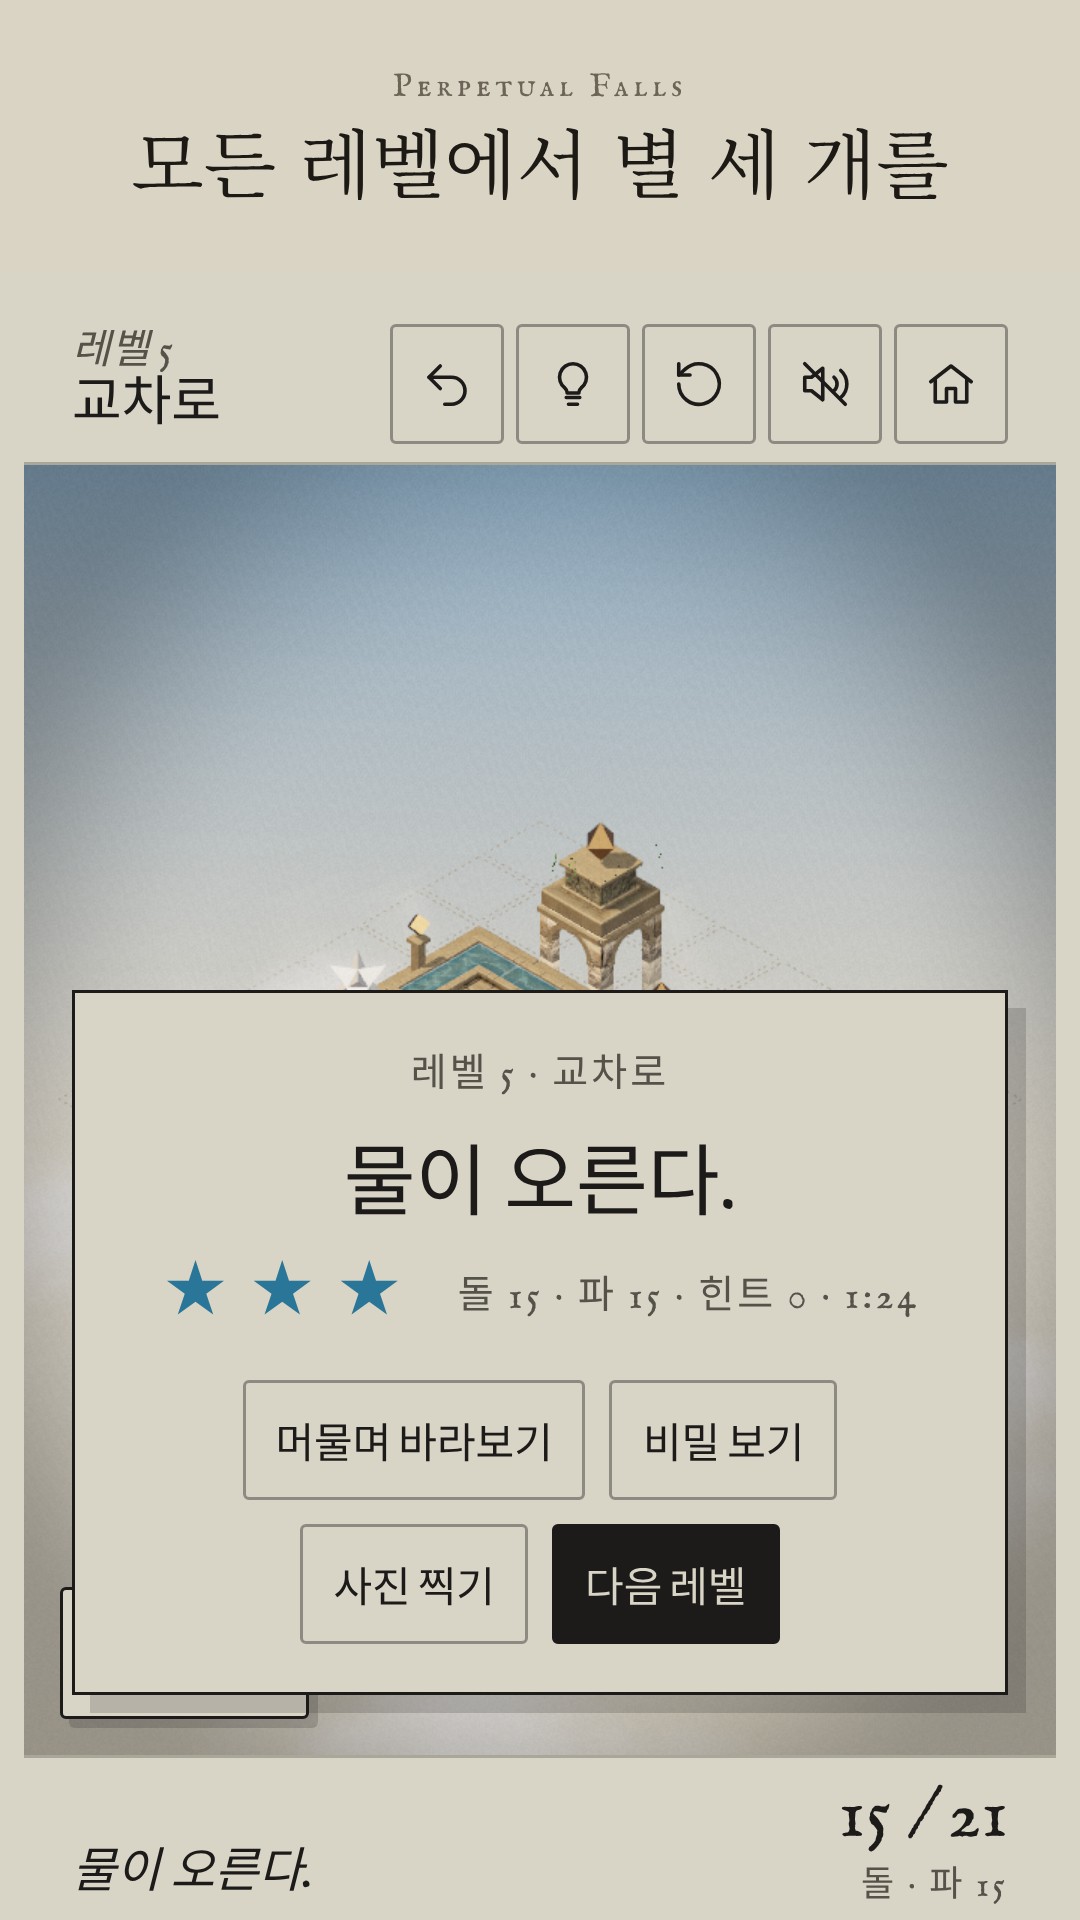 Perpetual Falls
모든 레벨에서 별 세 개를
레벨 5
교차로
레벨 5 · 교차로
물이 오른다.
★ ★ ★ 돌 15 · 파 15 · 힌트 0 · 1:24
머물며 바라보기
비밀 보기
사진 찍기
다음 레벨
15 / 21
물이 오른다.
돌 · 파 15